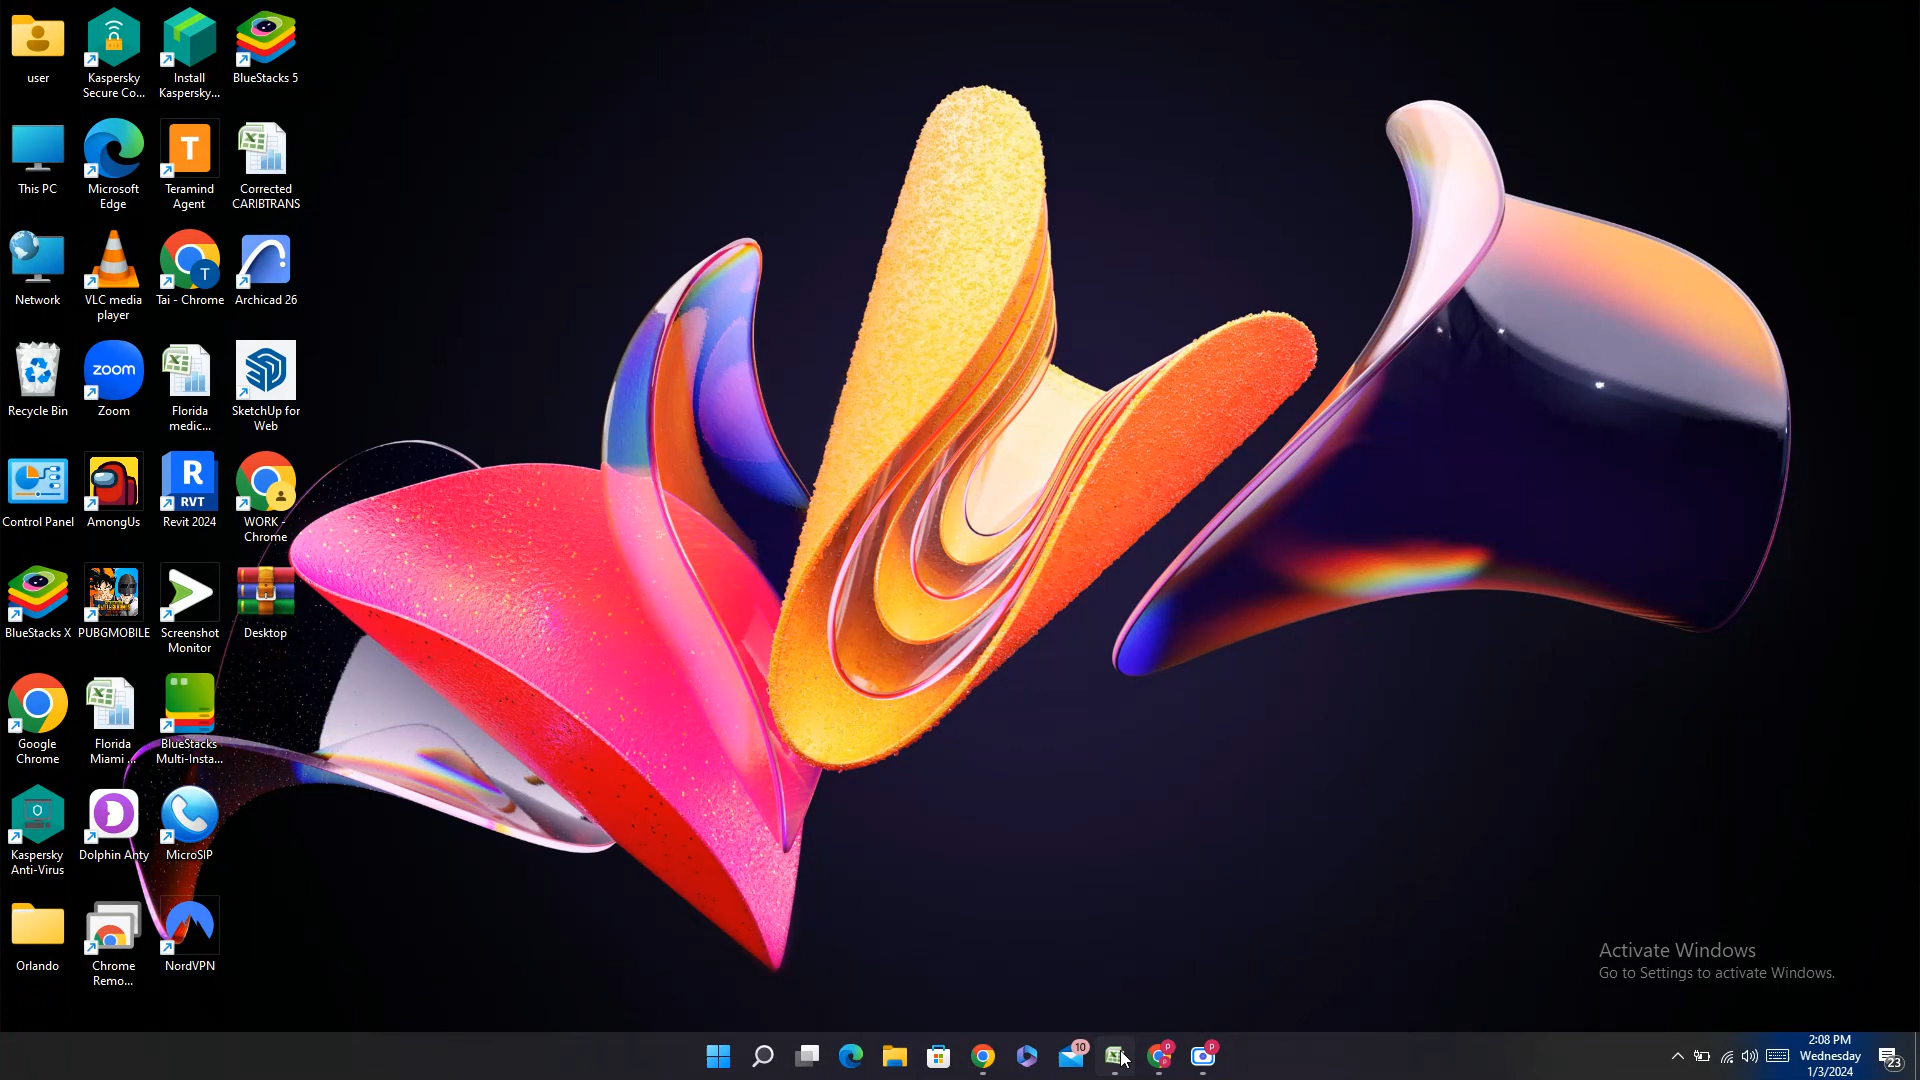 user
Kaspersky
Secure Co...
Install
Kaspersky...
BlueStacks 5
This PC
Microsoft
Edge
T
Teramind
Agent
Corrected
CARIBTRANS
Network
VLC media
player
T
Tai - Chrome
Archicad 26
Recycle Bin
zoom
Zoom
Florida
medic...
SketchUp for
Web
Control Panel
AmongUs
R
RVT
Revit 2024
WORK -
Chrome
BlueStacks X
PUBGMOBILE
Screenshot
Monitor
Desktop
Google
Chrome
Florida
Miami ...
BlueStacks
Multi-Insta...
Kaspersky
Anti-Virus
Dolphin Anty
MicroSIP
Orlando
Chrome
Remo...
NordVPN
Activate Windows
Go to Settings to activate Windows.
10
P
P
P
2:08 PM
Wednesday
1/3/2024
23